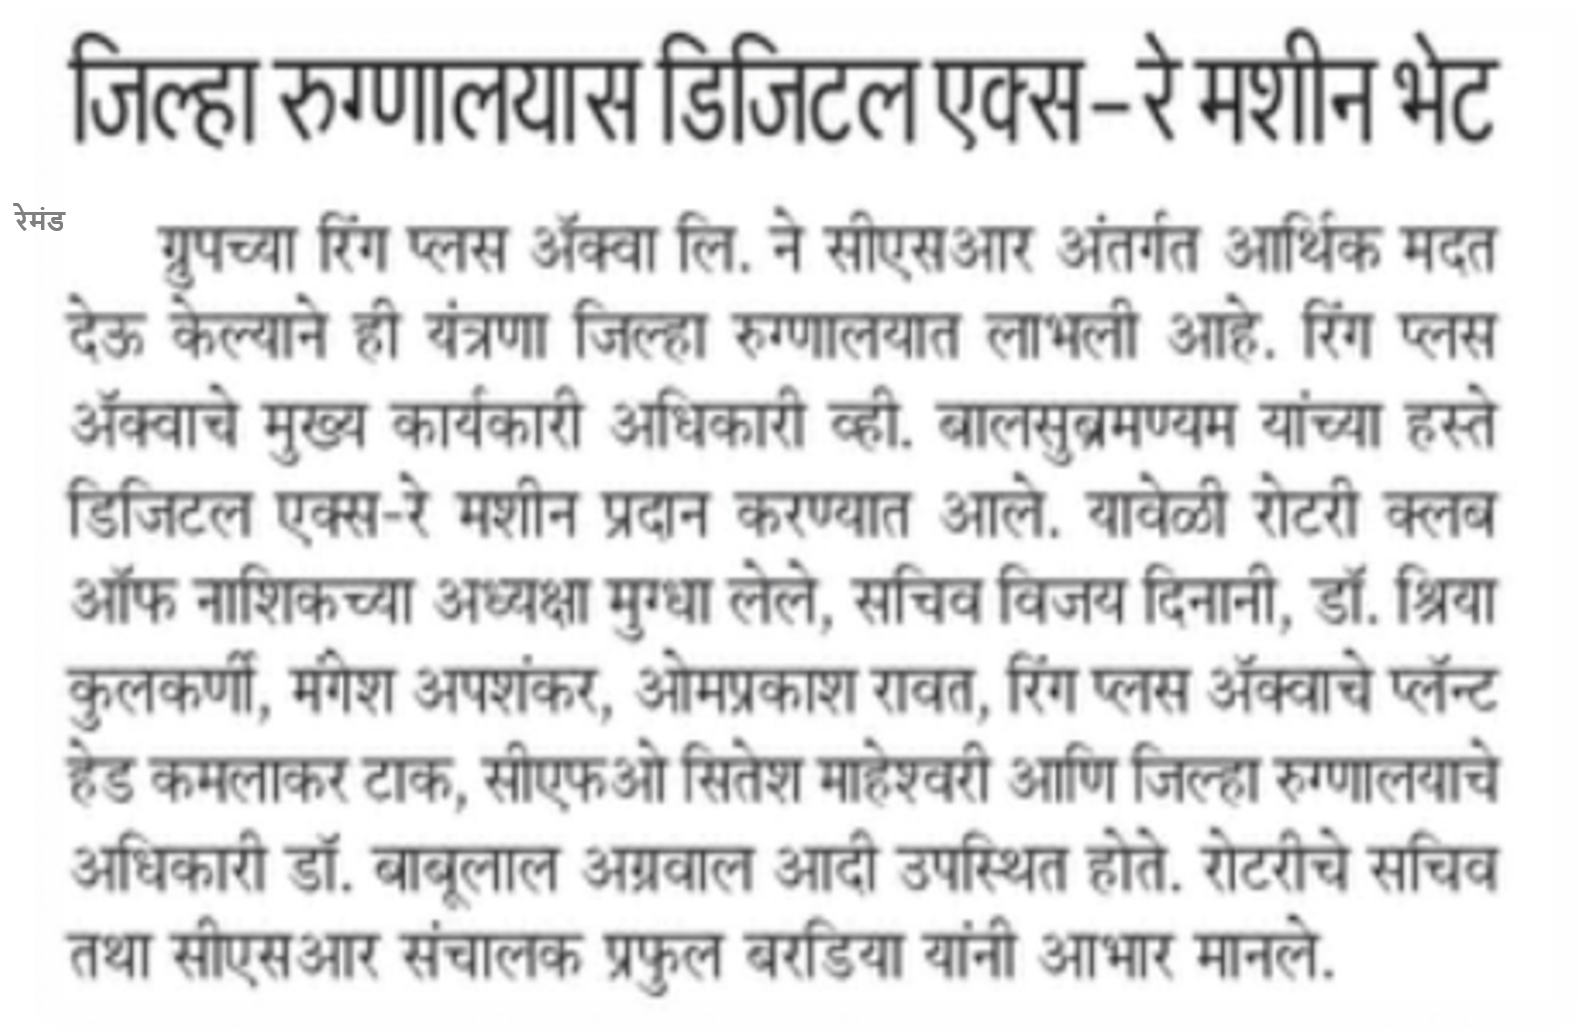 जिल्हा रुग्णालयास डिजिटल एक्स-रे मशीन भेट
रेमंड
ग्रुपच्या रिंग प्लस ॲक्वा लि. ने सीएसआर अंतर्गत आर्थिक मदत
देऊ केल्याने ही यंत्रणा जिल्हा रुग्णालयात लाभली आहे. रिंग प्लस
ॲक्वाचे मुख्य कार्यकारी अधिकारी व्ही. बालसुब्रमण्यम यांच्या हस्ते
डिजिटल एक्स-रे मशीन प्रदान करण्यात आले. यावेळी रोटरी क्लब
ऑफ नाशिकच्या अध्यक्षा मुग्धा लेले, सचिव विजय दिनानी, डॉ. श्रिया
कुलकर्णी, मंगेश अपशंकर, ओमप्रकाश रावत, रिंग प्लस ॲक्वाचे प्लॅन्ट
हेड कमलाकर टाक, सीएफओ सितेश माहेश्वरी आणि जिल्हा रुग्णालयाचे
अधिकारी डॉ. बाबूलाल अग्रवाल आदी उपस्थित होते. रोटरीचे सचिव
तथा सीएसआर संचालक प्रफुल बरडिया यांनी आभार मानले.